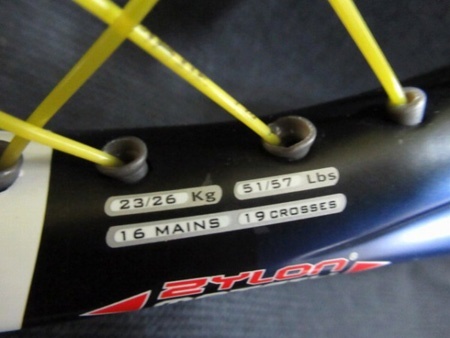 23/26 Kg 51/57 Lbs
16 MAINS 19 CROSSES
ZYLON